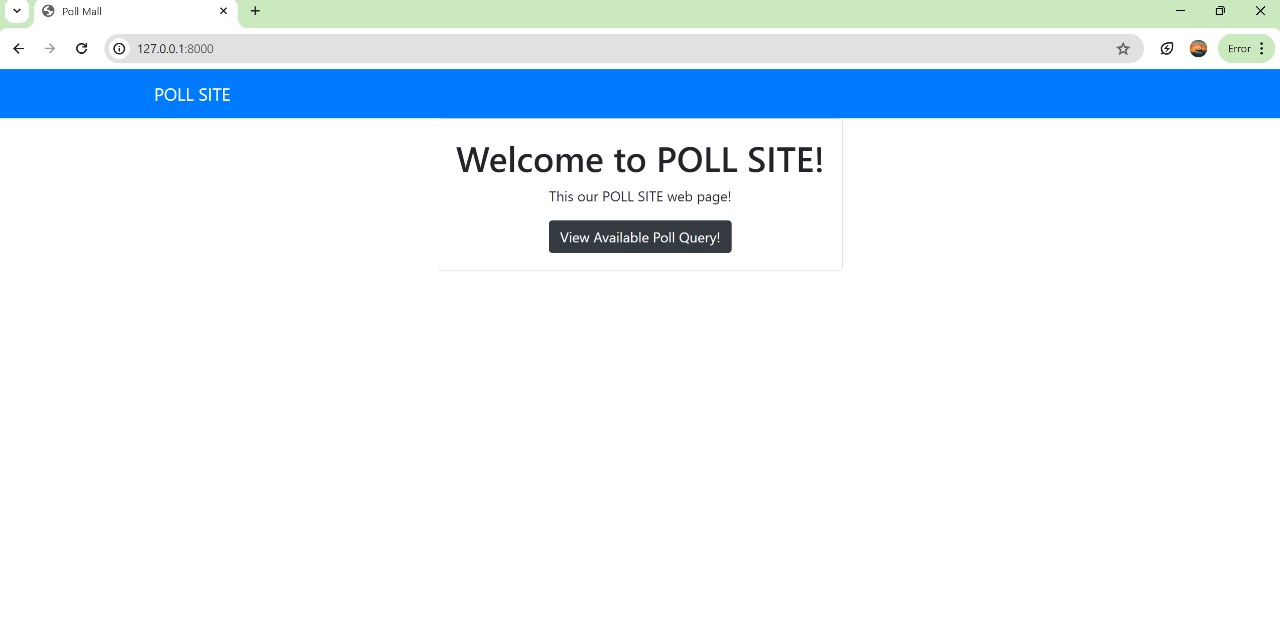 Poll Mall
127.0.0.1:8000
Error
POLL SITE
Welcome to POLL SITE!
This our POLL SITE web page!
View Available Poll Query!